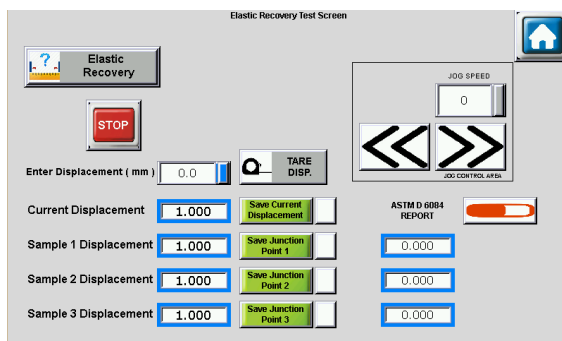 Elastic Recovery Test Screen
?
Elastic
Recovery
JOG SPEED
0
STOP
JOG CONTROL AREA
Enter Displacement ( mm )
0.0
TARE
DISP.
Current Displacement
1.000
Save Current
Displacement
ASTM D 6084
REPORT
Sample 1 Displacement
1.000
Save Junction
Point 1
0.000
Sample 2 Displacement
1.000
Save Junction
Point 2
0.000
Sample 3 Displacement
1.000
Save Junction
Point 3
0.000